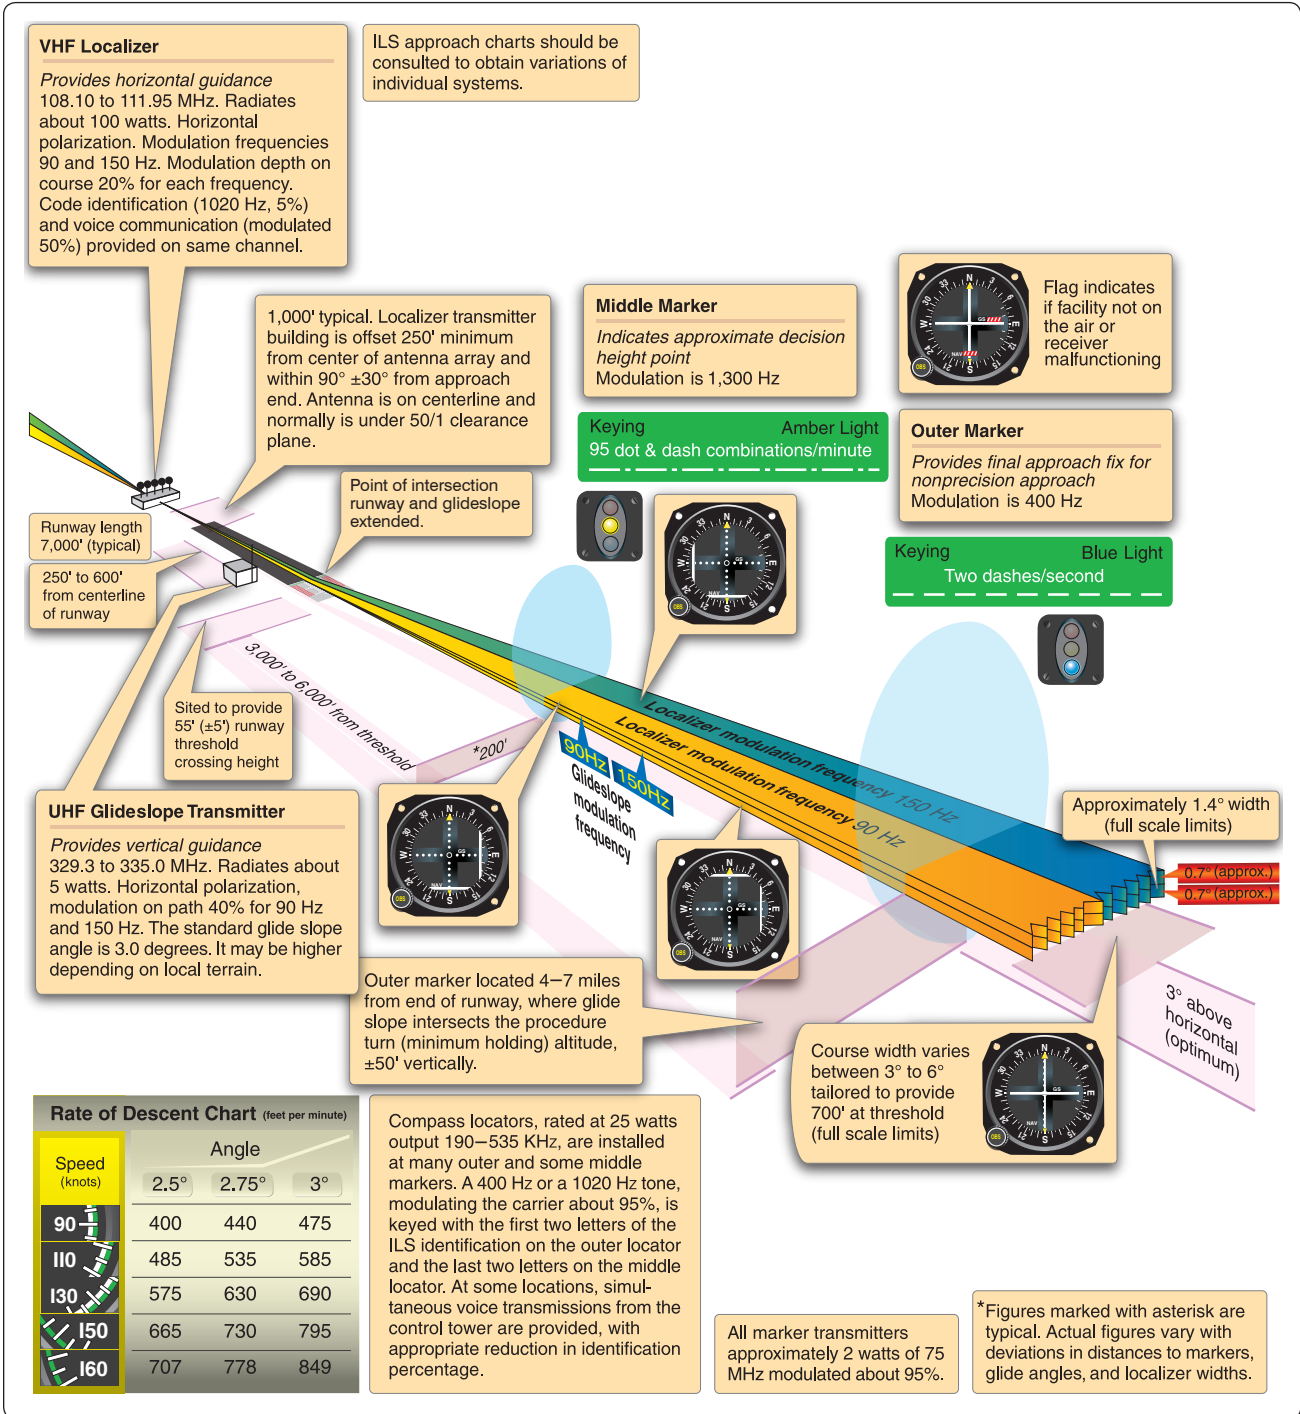 VHF Localizer
Provides horizontal guidance
108.10 to 111.95 MHz. Radiates
about 100 watts. Horizontal
polarization. Modulation frequencies
90 and 150 Hz. Modulation depth on
course 20% for each frequency.
Code identification (1020 Hz, 5%)
and voice communication (modulated
50%) provided on same channel.
ILS approach charts should be
consulted to obtain variations of
individual systems.
1,000' typical. Localizer transmitter
building is offset 250' minimum
from center of antenna array and
within 90° ±30° from approach
end. Antenna is on centerline and
normally is under 50/1 clearance
plane.
Middle Marker
Indicates approximate decision
height point
Modulation is 1,300 Hz
Keying Amber Light
95 dot & dash combinations/minute
Flag indicates
if facility not on
the air or
receiver
malfunctioning
Outer Marker
Provides final approach fix for
nonprecision approach
Modulation is 400 Hz
Keying Blue Light
Two dashes/second
Point of intersection
runway and glideslope
extended.
Runway length
7,000' (typical)
250' to 600'
from centerline
of runway
Sited to provide
55' (±5') runway
threshold
crossing height
3,000' to 6,000' from threshold
*200'
Localizer modulation frequency 150 Hz
Localizer modulation frequency 90 Hz
90Hz 150Hz
Glideslope
modulation
frequency
Approximately 1.4° width
(full scale limits)
0.7° (approx.)
0.7° (approx.)
UHF Glideslope Transmitter
Provides vertical guidance
329.3 to 335.0 MHz. Radiates about
5 watts. Horizontal polarization,
modulation on path 40% for 90 Hz
and 150 Hz. The standard glide slope
angle is 3.0 degrees. It may be higher
depending on local terrain.
Outer marker located 4–7 miles
from end of runway, where glide
slope intersects the procedure
turn (minimum holding) altitude,
±50' vertically.
Course width varies
between 3° to 6°
tailored to provide
700' at threshold
(full scale limits)
3° above
horizontal
(optimum)
Rate of Descent Chart (feet per minute)
Speed
(knots)
Angle
2.5° 2.75° 3°
90 400 440 475
110 485 535 585
130 575 630 690
150 665 730 795
160 707 778 849
Compass locators, rated at 25 watts
output 190–535 KHz, are installed
at many outer and some middle
markers. A 400 Hz or a 1020 Hz tone,
modulating the carrier about 95%, is
keyed with the first two letters of the
ILS identification on the outer locator
and the last two letters on the middle
locator. At some locations, simul-
taneous voice transmissions from the
control tower are provided, with
appropriate reduction in identification
percentage.
All marker transmitters
approximately 2 watts of 75
MHz modulated about 95%.
*Figures marked with asterisk are
typical. Actual figures vary with
deviations in distances to markers,
glide angles, and localizer widths.